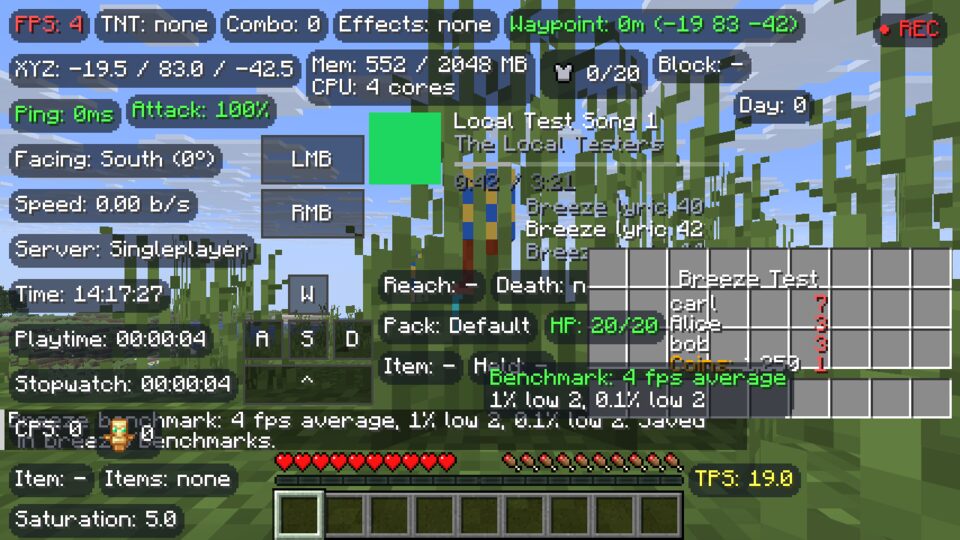 FPS: 4
TNT: none
Combo: 0
Effects: none
Waypoint: 0m (-19 83 -42)
REC
XYZ: -19.5 / 83.0 / -42.5
Mem: 552 / 2048 MB
CPU: 4 cores
0/20
Block: -
Day: 0
Ping: 0ms
Attack: 100%
Local Test Song 1
The Local Testers
0:42 / 3:21
Facing: South (0°)
LMB
RMB
Breeze lyric 40
Breeze lyric 42
Breeze
Speed: 0.00 b/s
Server: Singleplayer
Time: 14:17:27
W
A
S
D
^
Reach: -
Death: n
Breeze Test
carl 7
Alice 3
bob 3
Coins: 1,250 1
Pack: Default
HP: 20/20
Playtime: 00:00:04
Item: -
Held: -
Stopwatch: 00:00:04
Benchmark: 4 fps average
1% low 2, 0.1% low 2
Breeze benchmark: 4 fps average, 1% low 2, 0.1% low 2. Saved
in breeze benchmarks.
CPS: 0
0
Item: -
Items: none
TPS: 19.0
Saturation: 5.0